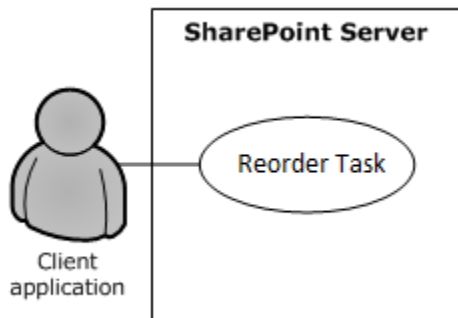 SharePoint Server
Reorder Task
Client
application